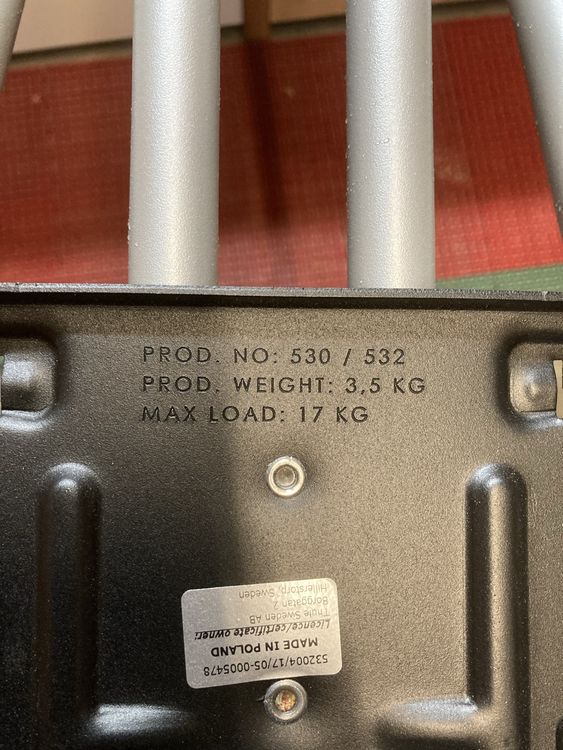 PROD. NO: 530 / 532
PROD. WEIGHT: 3,5 KG
MAX LOAD: 17 KG
532004/17/05-0005478
MADE IN POLAND
Licence/certificate owner:
Thule Sweden AB
Borggatan 2
Hillerstorp, Sweden